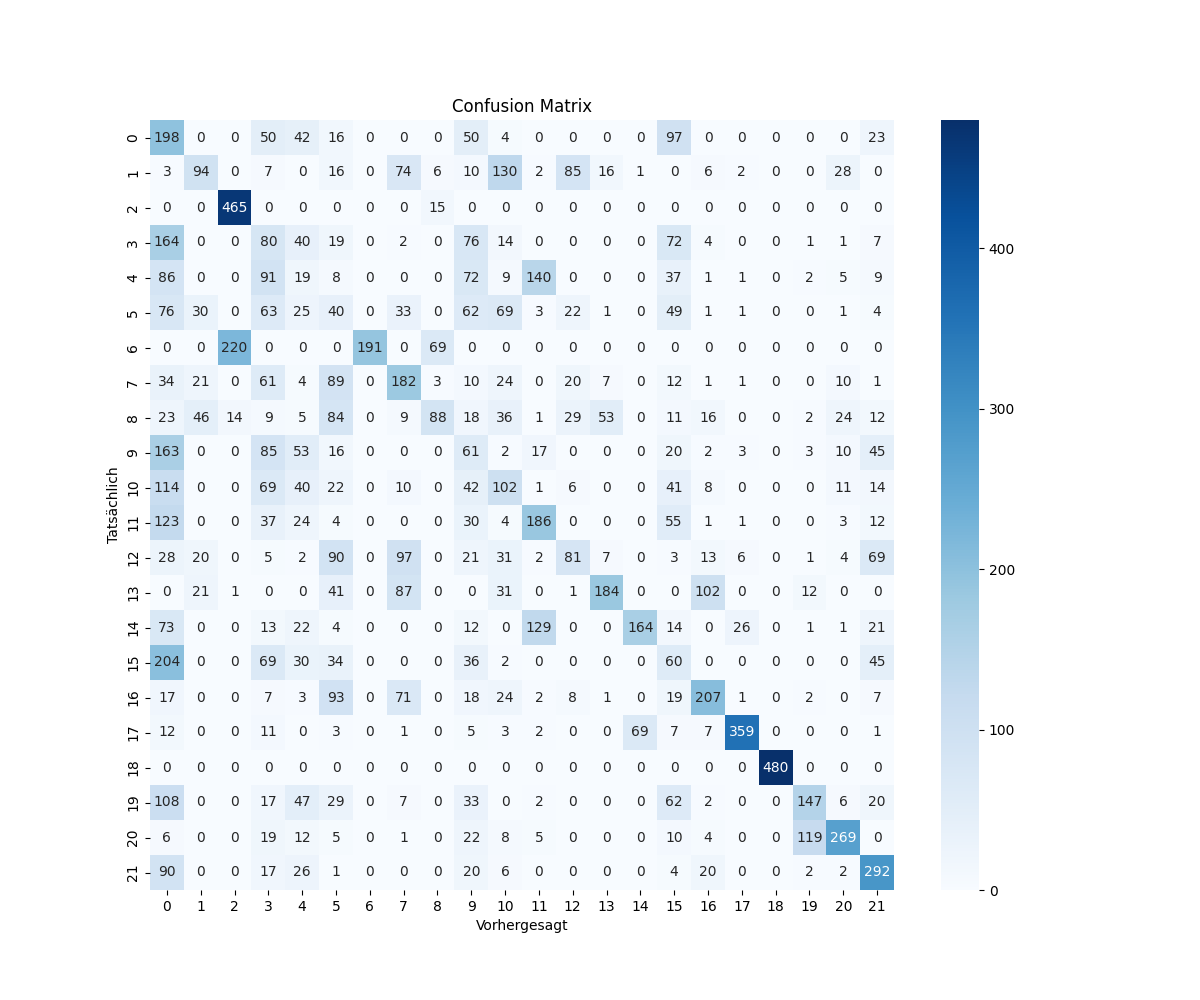 Confusion Matrix
0 198 0 0 50 42 16 0 0 0 50 4 0 0 0 0 97 0 0 0 0 0 23
1 3 94 0 7 0 16 0 74 6 10 130 2 85 16 1 0 6 2 0 0 28 0
2 0 0 465 0 0 0 0 0 15 0 0 0 0 0 0 0 0 0 0 0 0 0
3 164 0 0 80 40 19 0 2 0 76 14 0 0 0 0 72 4 0 0 1 1 7 400
4 86 0 0 91 19 8 0 0 0 72 9 140 0 0 0 37 1 1 0 2 5 9
5 76 30 0 63 25 40 0 33 0 62 69 3 22 1 0 49 1 1 0 0 1 4
6 0 0 220 0 0 0 191 0 69 0 0 0 0 0 0 0 0 0 0 0 0 0
7 34 21 0 61 4 89 0 182 3 10 24 0 20 7 0 12 1 1 0 0 10 1
8 23 46 14 9 5 84 0 9 88 18 36 1 29 53 0 11 16 0 0 2 24 12 300
9 163 0 0 85 53 16 0 0 0 61 2 17 0 0 0 20 2 3 0 3 10 45
10 114 0 0 69 40 22 0 10 0 42 102 1 6 0 0 41 8 0 0 0 11 14
Tatsächlich
11 123 0 0 37 24 4 0 0 0 30 4 186 0 0 0 55 1 1 0 0 3 12
12 28 20 0 5 2 90 0 97 0 21 31 2 81 7 0 3 13 6 0 1 4 69 200
13 0 21 1 0 0 41 0 87 0 0 31 0 1 184 0 0 102 0 0 12 0 0
14 73 0 0 13 22 4 0 0 0 12 0 129 0 0 164 14 0 26 0 1 1 21
15 204 0 0 69 30 34 0 0 0 36 2 0 0 0 0 60 0 0 0 0 0 45
16 17 0 0 7 3 93 0 71 0 18 24 2 8 1 0 19 207 1 0 2 0 7
17 12 0 0 11 0 3 0 1 0 5 3 2 0 0 69 7 7 359 0 0 0 1 100
18 0 0 0 0 0 0 0 0 0 0 0 0 0 0 0 0 0 0 480 0 0 0
19 108 0 0 17 47 29 0 7 0 33 0 2 0 0 0 62 2 0 0 147 6 20
20 6 0 0 19 12 5 0 1 0 22 8 5 0 0 0 10 4 0 0 119 269 0
21 90 0 0 17 26 1 0 0 0 20 6 0 0 0 0 4 20 0 0 2 2 292 0
0 1 2 3 4 5 6 7 8 9 10 11 12 13 14 15 16 17 18 19 20 21
Vorhergesagt